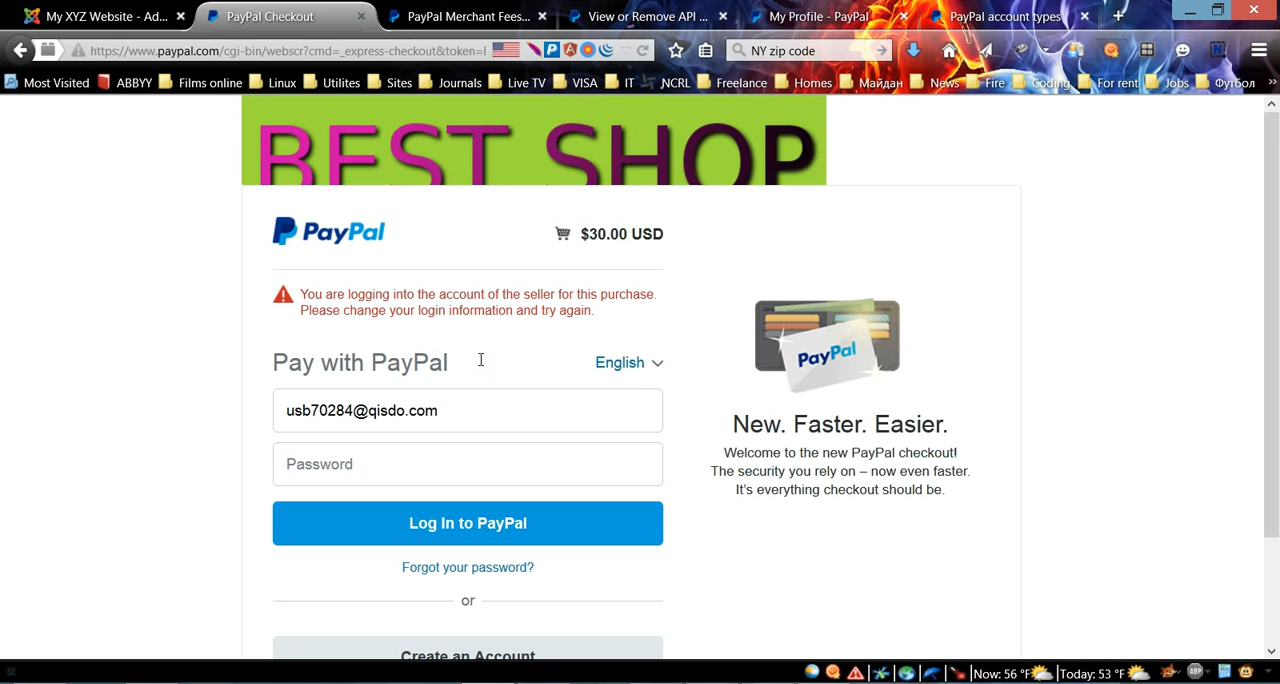 My XYZ Website - Ad...
PayPal Checkout
PayPal Merchant Fees...
View or Remove API ...
My Profile - PayPal
PayPal account types
https://www.paypal.com/cgi-bin/webscr?cmd=_express-checkout&token=
NY zip code
Most Visited
ABBYY
Films online
Linux
Utilites
Sites
Journals
Live TV
VISA
IT
NCRL
Freelance
Homes
Майдан
News
Fire
Coding
For rent
Jobs
Футбол
BEST SHOP
PayPal
$30.00 USD
You are logging into the account of the seller for this purchase.
Please change your login information and try again.
Pay with PayPal
English
usb70284@qisdo.com
Password
Log In to PayPal
Forgot your password?
or
Create an Account
PayPal
New. Faster. Easier.
Welcome to the new PayPal checkout!
The security you rely on – now even faster.
It's everything checkout should be.
ABP
Now: 56 °F
Today: 53 °F